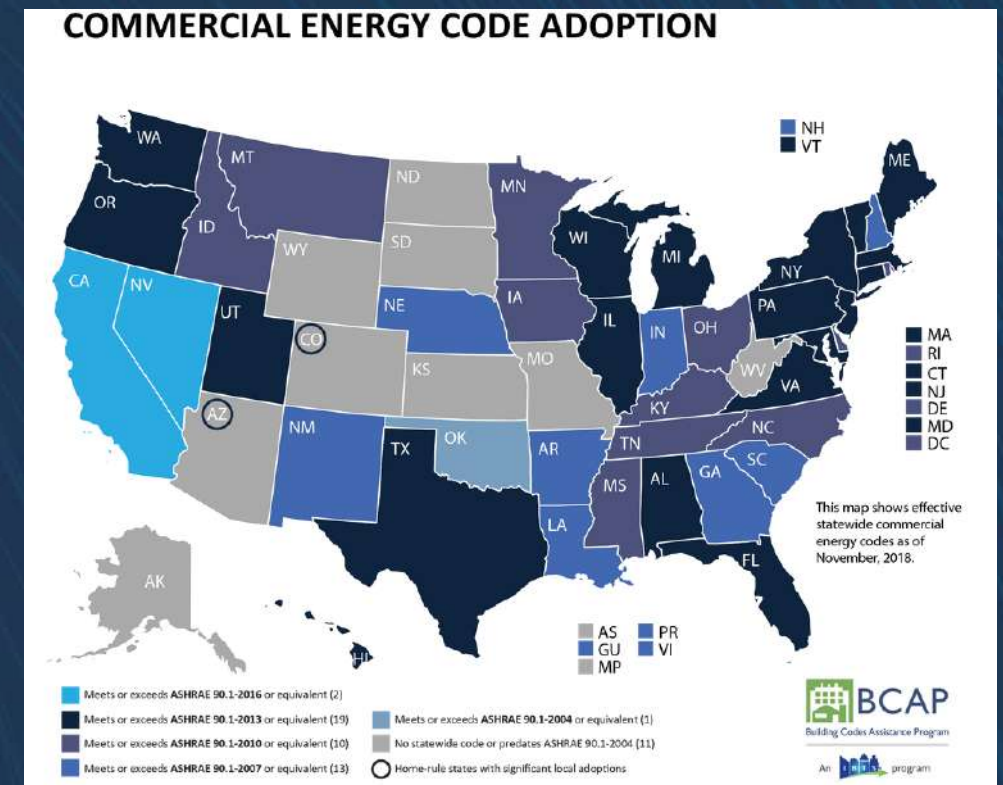 COMMERCIAL ENERGY CODE ADOPTION
NH
VT
WA
MT
ND
MN
ME
OR
ID
SD
WI
MI
NY
WY
CA
NV
UT
NE
IA
IL
IN
OH
PA
CO
KS
MO
WV
VA
KY
MA
RI
CT
NJ
DE
MD
DC
AZ
NM
OK
AR
TN
NC
SC
TX
MS
AL
GA
LA
FL
This map shows effective
statewide commercial
energy codes as of
November, 2018.
AK
HI
AS PR
GU VI
MP
Meets or exceeds ASHRAE 90.1-2016 or equivalent (2)
Meets or exceeds ASHRAE 90.1-2013 or equivalent (19)
Meets or exceeds ASHRAE 90.1-2010 or equivalent (10)
Meets or exceeds ASHRAE 90.1-2007 or equivalent (13)
Meets or exceeds ASHRAE 90.1-2004 or equivalent (1)
No statewide code or predates ASHRAE 90.1-2004 (11)
Home-rule states with significant local adoptions
BCAP
Building Codes Assistance Program
An program